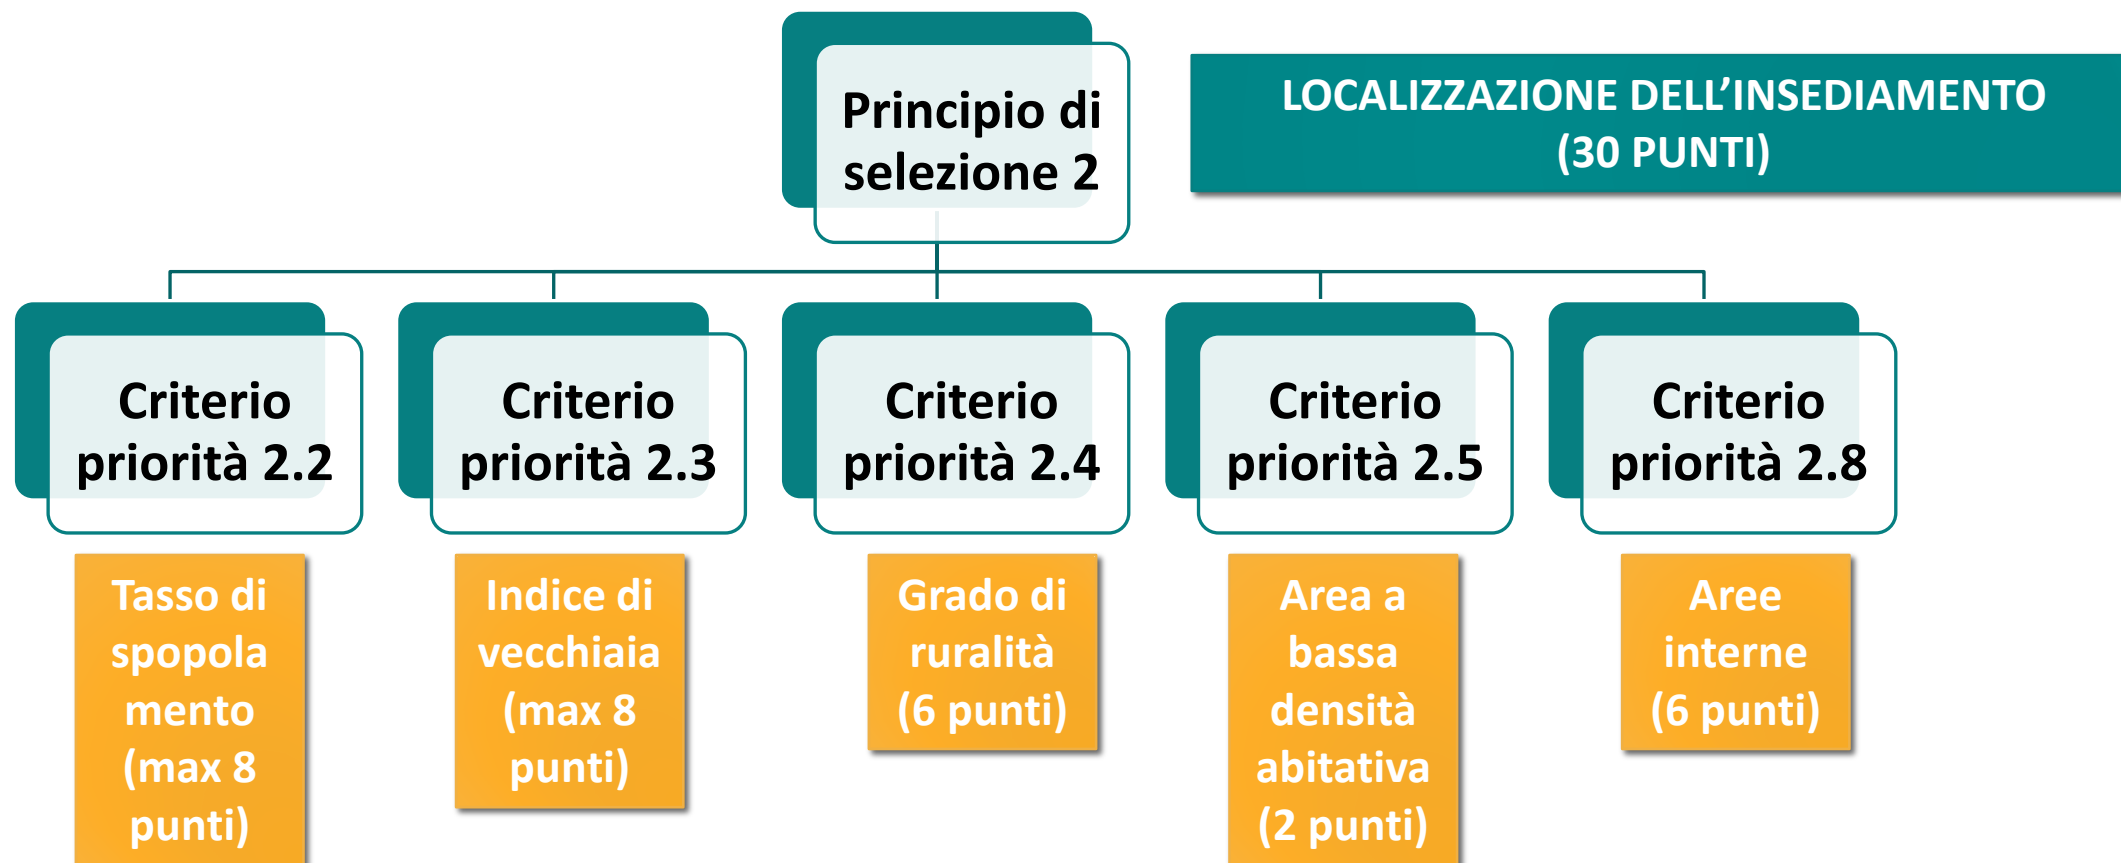 Principio di
selezione 2
LOCALIZZAZIONE DELL’INSEDIAMENTO
(30 PUNTI)
Criterio
priorità 2.2
Criterio
priorità 2.3
Criterio
priorità 2.4
Criterio
priorità 2.5
Criterio
priorità 2.8
Tasso di
spopola
mento
(max 8
punti)
Indice di
vecchiaia
(max 8
punti)
Grado di
ruralità
(6 punti)
Area a
bassa
densità
abitativa
(2 punti)
Aree
interne
(6 punti)